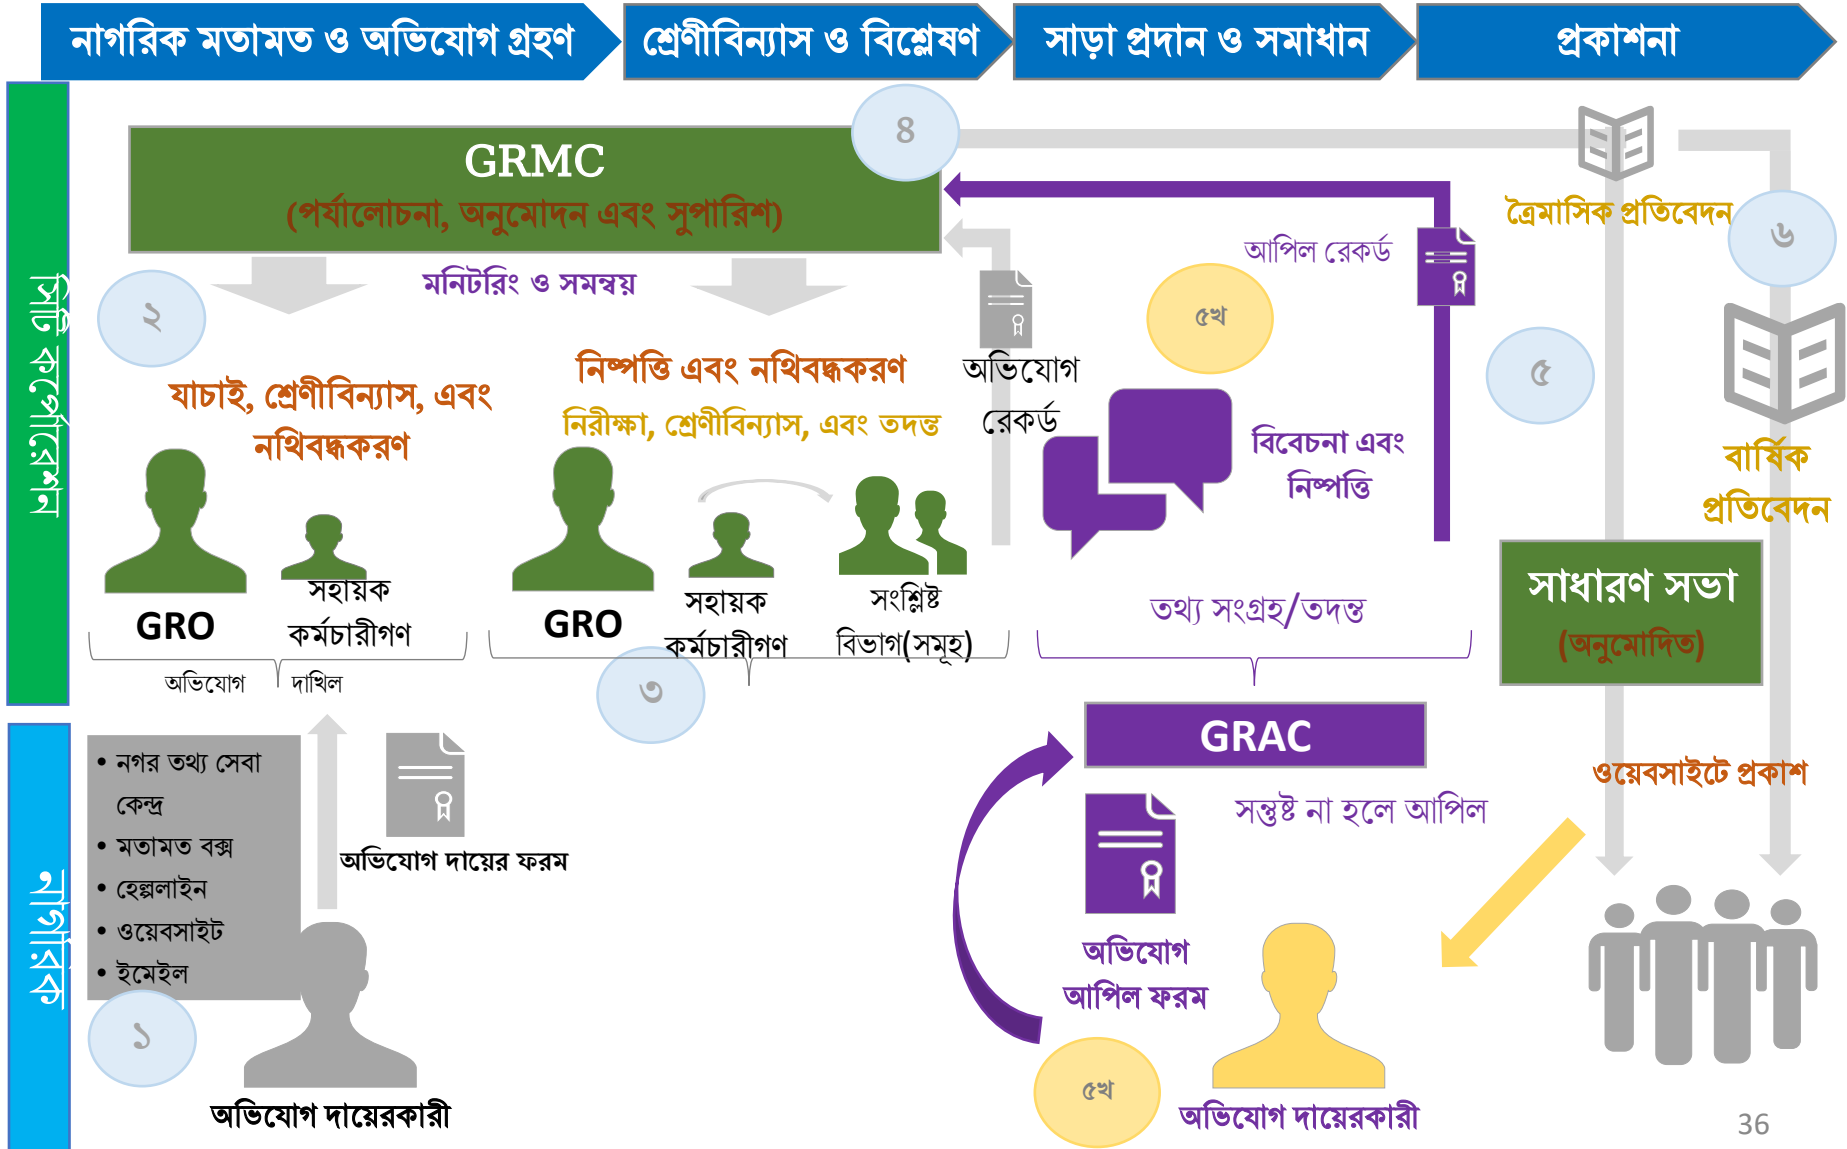 নাগরিক মতামত ও অভিযোগ গ্রহণ
শ্রেণীবিন্যাস ও বিশ্লেষণ
সাড়া প্রদান ও সমাধান
প্রকাশনা
সিটি কর্পোরেশন
নাগরিক
GRMC
(পর্যালোচনা, অনুমোদন এবং সুপারিশ)
৪
মনিটরিং ও সমন্বয়
২
যাচাই, শ্রেণীবিন্যাস, এবং
নথিবদ্ধকরণ
GRO
সহায়ক
কর্মচারীগণ
অভিযোগ দাখিল
নিষ্পত্তি এবং নথিবদ্ধকরণ
নিরীক্ষা, শ্রেণীবিন্যাস, এবং তদন্ত
GRO
সহায়ক
কর্মচারীগণ
সংশ্লিষ্ট
বিভাগ(সমূহ)
৩
অভিযোগ
রেকর্ড
আপিল রেকর্ড
৫খ
বিবেচনা এবং
নিষ্পত্তি
তথ্য সংগ্রহ/তদন্ত
GRAC
সন্তুষ্ট না হলে আপিল
অভিযোগ
আপিল ফরম
৫খ
অভিযোগ দায়েরকারী
ত্রৈমাসিক প্রতিবেদন
৬
৫
বার্ষিক
প্রতিবেদন
সাধারণ সভা
(অনুমোদিত)
ওয়েবসাইটে প্রকাশ
• নগর তথ্য সেবা
কেন্দ্র
• মতামত বক্স
• হেল্পলাইন
• ওয়েবসাইট
• ইমেইল
১
অভিযোগ দায়ের ফরম
অভিযোগ দায়েরকারী
36